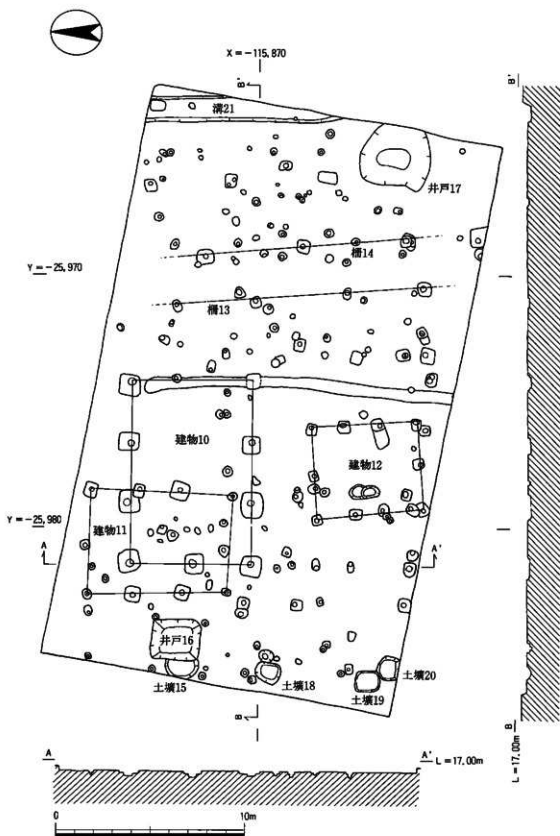 X = -115,870
B'
B'
溝21
井戸17
柵14
Y = -25,970
柵13
建物10
建物12
建物11
Y = -25,980
A
A'
井戸16
土壙15
土壙18
土壙20
土壙19
B
B
L = 17.00m
A
A'
L = 17.00m
0
10m